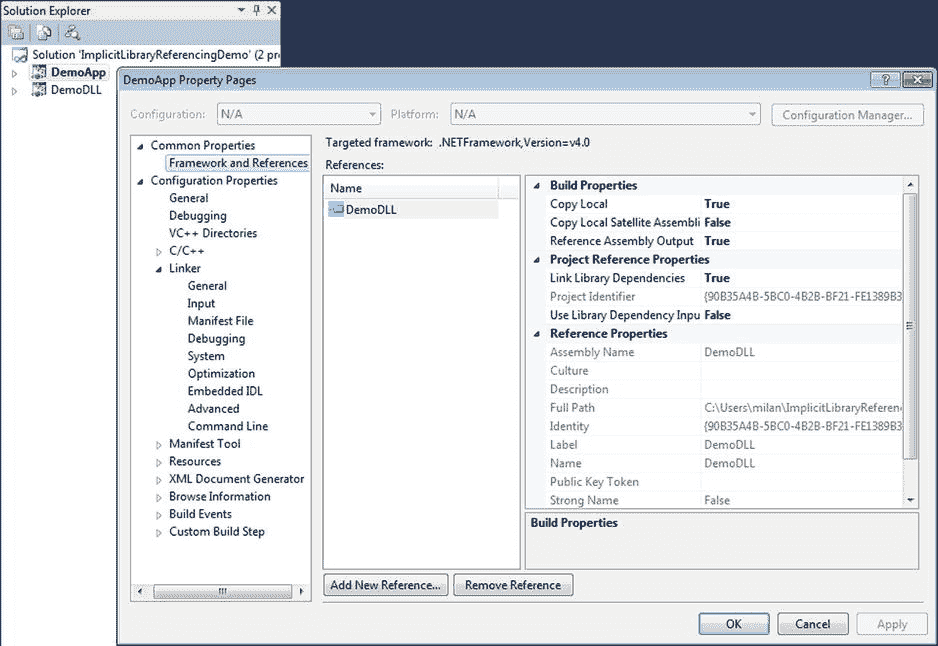 Solution Explorer
Solution 'ImplicitLibraryReferencingDemo' (2 pr
DemoApp
DemoDLL
DemoApp Property Pages
Configuration: N/A Platform: N/A Configuration Manager...
Common Properties
Framework and References
Configuration Properties
General
Debugging
VC++ Directories
C/C++
Linker
General
Input
Manifest File
Debugging
System
Optimization
Embedded IDL
Advanced
Command Line
Manifest Tool
Resources
XML Document Generator
Browse Information
Build Events
Custom Build Step
Targeted framework: .NETFramework,Version=v4.0
References:
Name
DemoDLL
Build Properties
Copy Local True
Copy Local Satellite Assembli False
Reference Assembly Output True
Project Reference Properties
Link Library Dependencies True
Project Identifier {90B35A4B-5BC0-4B2B-BF21-FE1389B3
Use Library Dependency Inpu False
Reference Properties
Assembly Name DemoDLL
Culture
Description
Full Path C:\Users\milan\ImplicitLibraryReferen
Identity {90B35A4B-5BC0-4B2B-BF21-FE1389B3
Label DemoDLL
Name DemoDLL
Public Key Token
Strong Name False
Build Properties
Add New Reference... Remove Reference
OK Cancel Apply